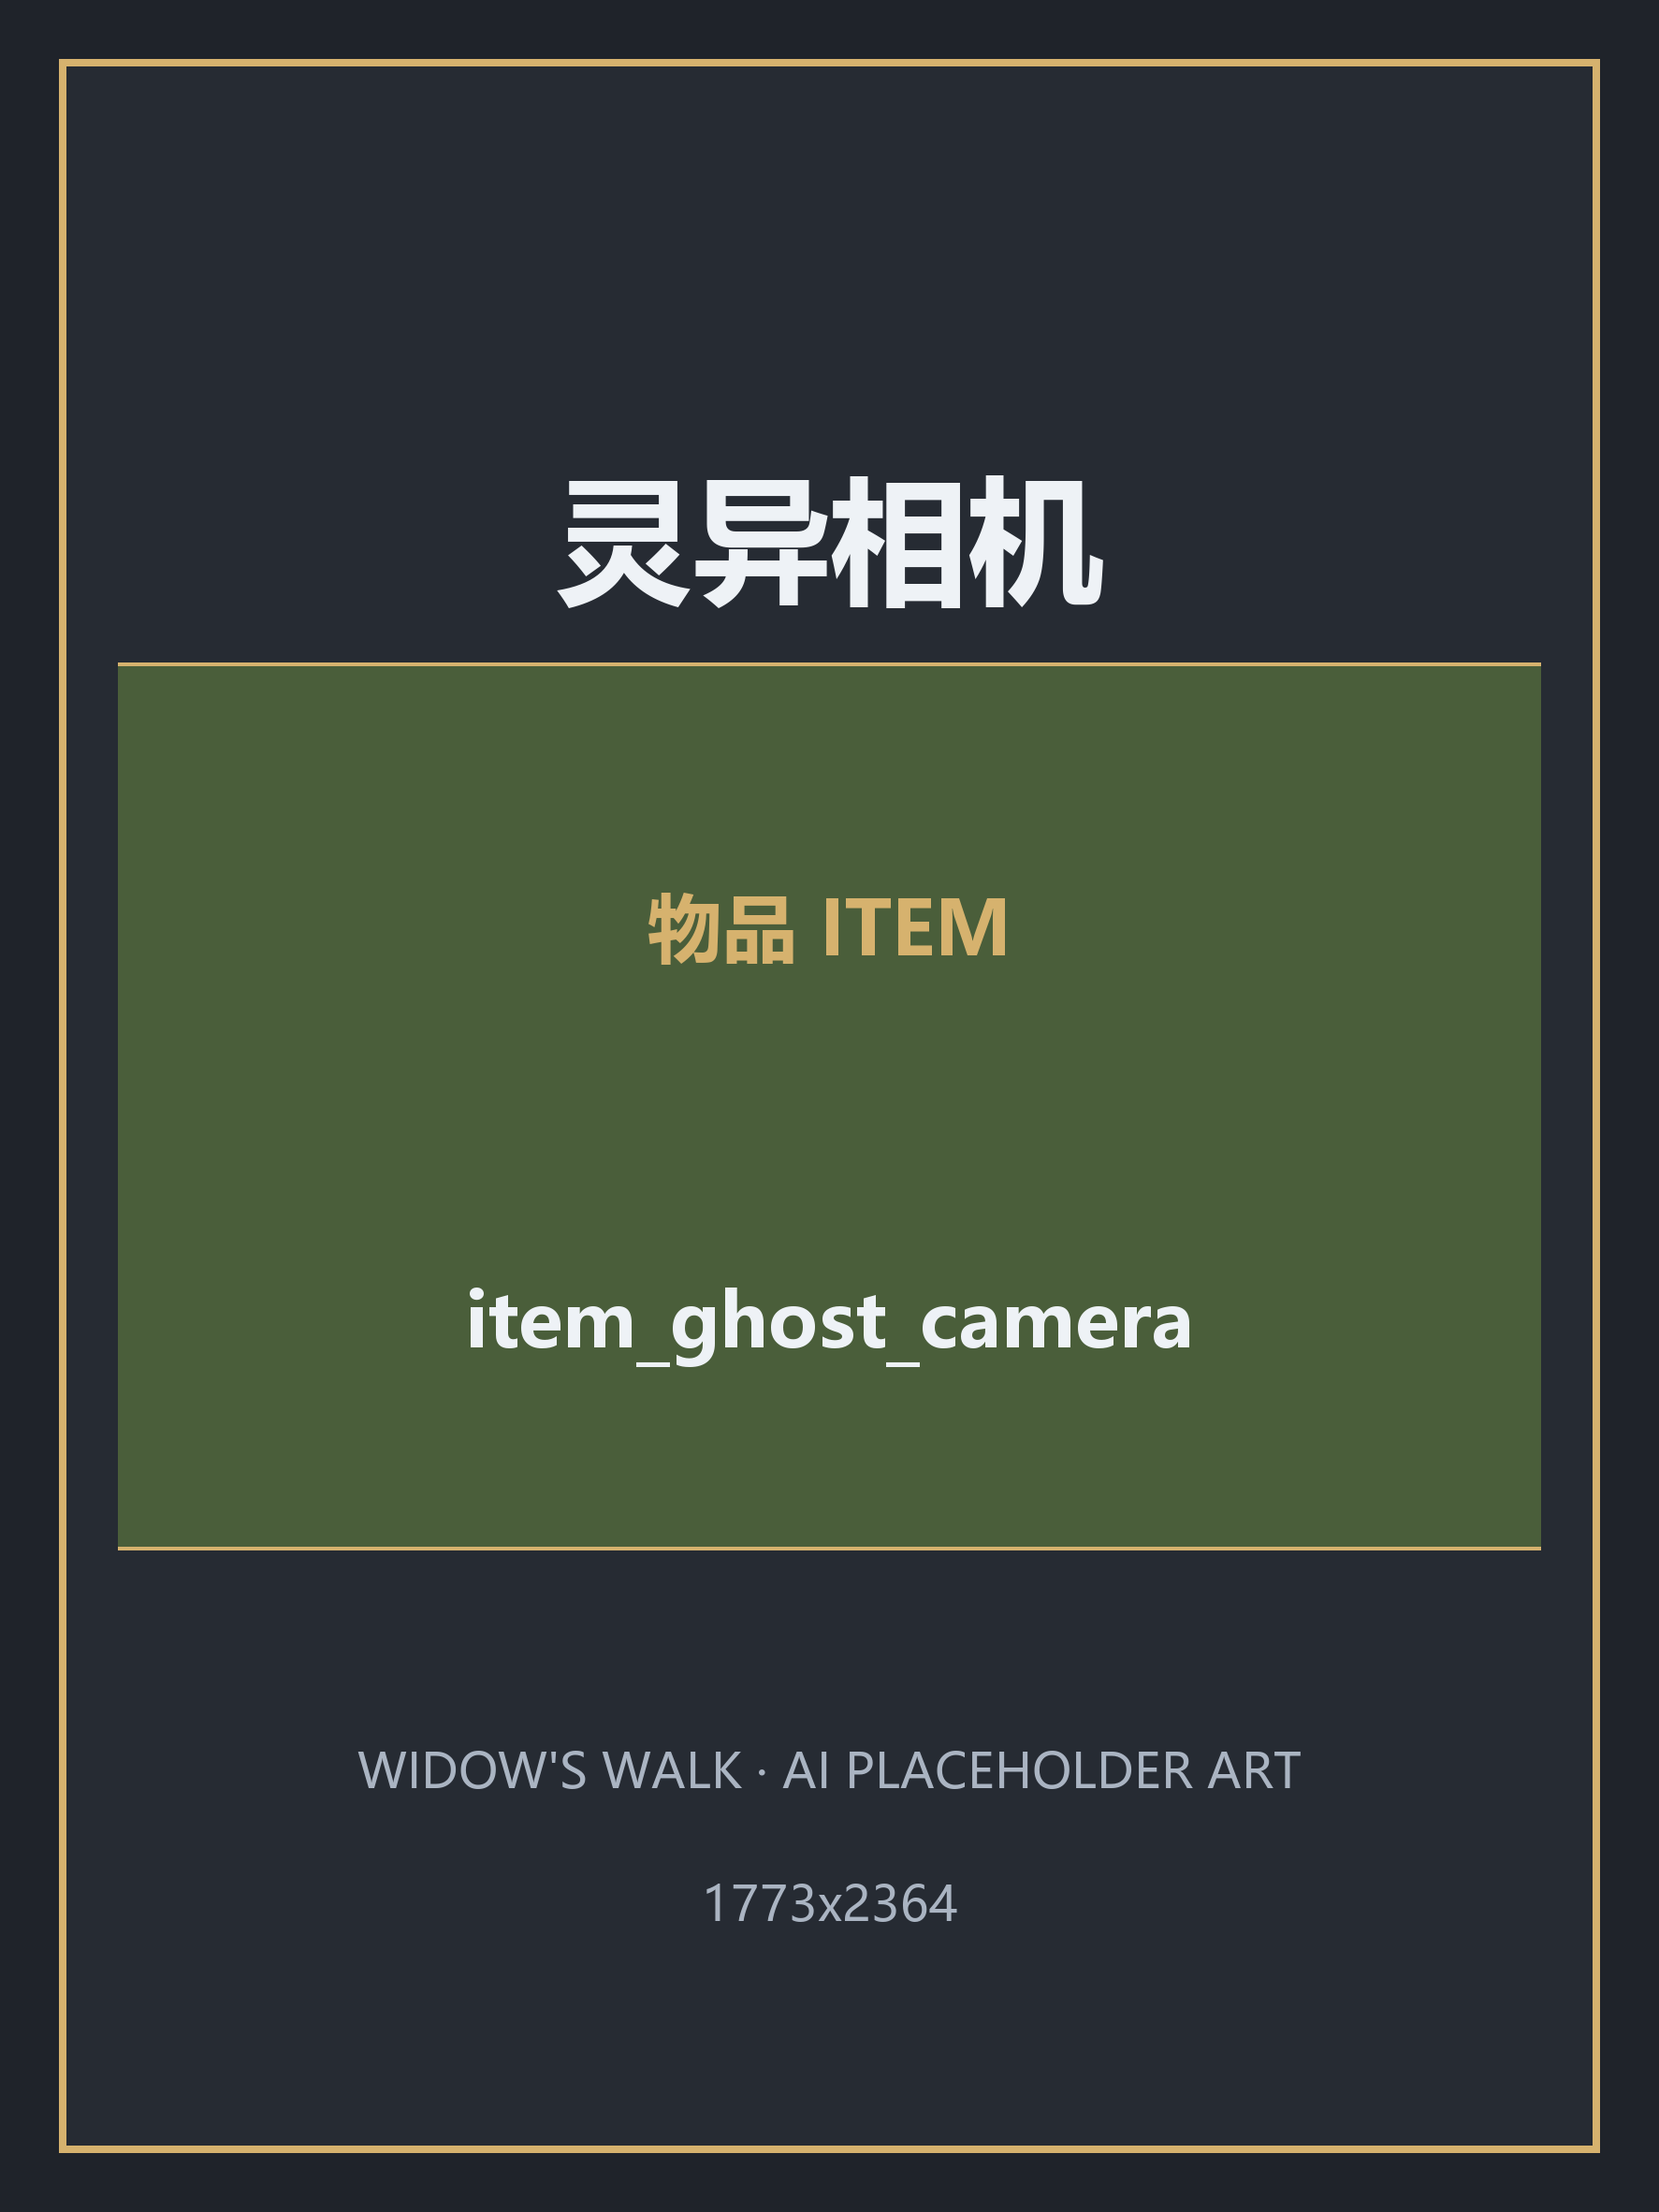 灵异相机
物品 ITEM
item_ghost_camera
WIDOW'S WALK · AI PLACEHOLDER ART
1773x2364